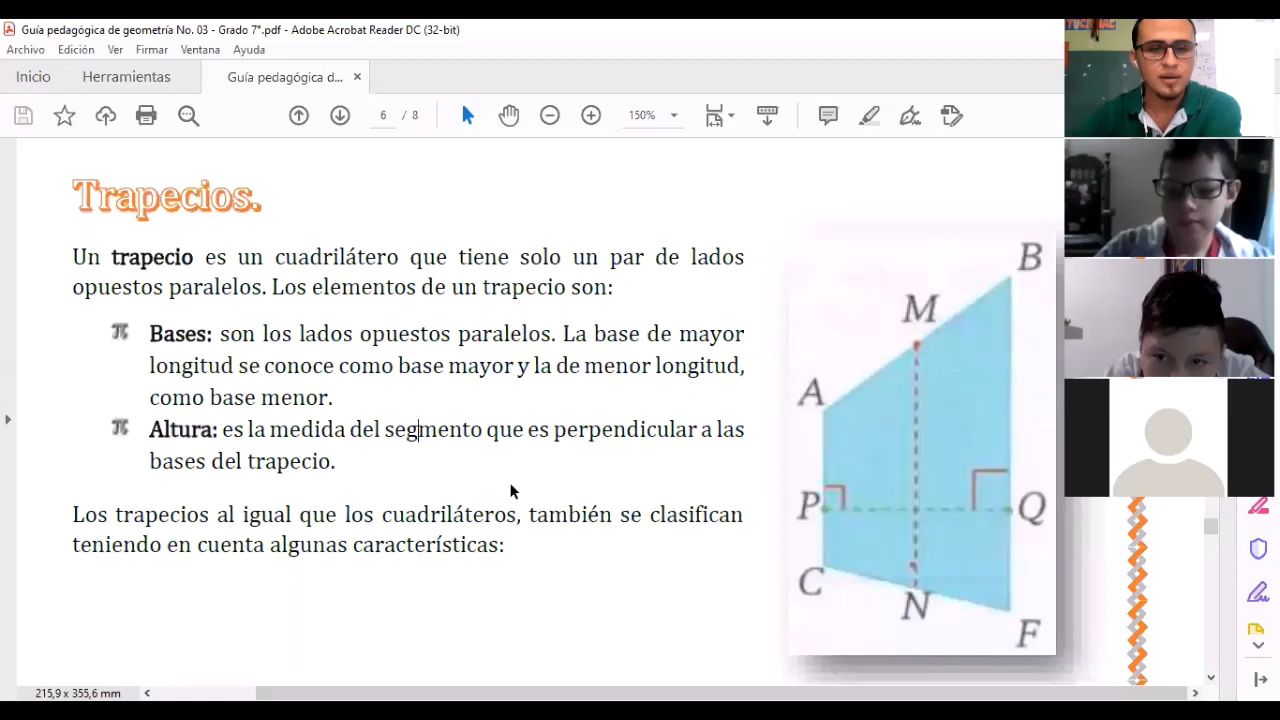 Guía pedagógica de geometría No. 03 - Grado 7°.pdf - Adobe Acrobat Reader DC (32-bit)
Archivo Edición Ver Firmar Ventana Ayuda
Inicio Herramientas Guía pedagógica d... ×
6 / 8 150%
Trapecios.
Un trapecio es un cuadrilátero que tiene solo un par de lados
opuestos paralelos. Los elementos de un trapecio son:
Bases: son los lados opuestos paralelos. La base de mayor
longitud se conoce como base mayor y la de menor longitud,
como base menor.
Altura: es la medida del segmento que es perpendicular a las
bases del trapecio.
Los trapecios al igual que los cuadriláteros, también se clasifican
teniendo en cuenta algunas características:
B
M
A
P
Q
C
N
F
215,9 x 355,6 mm